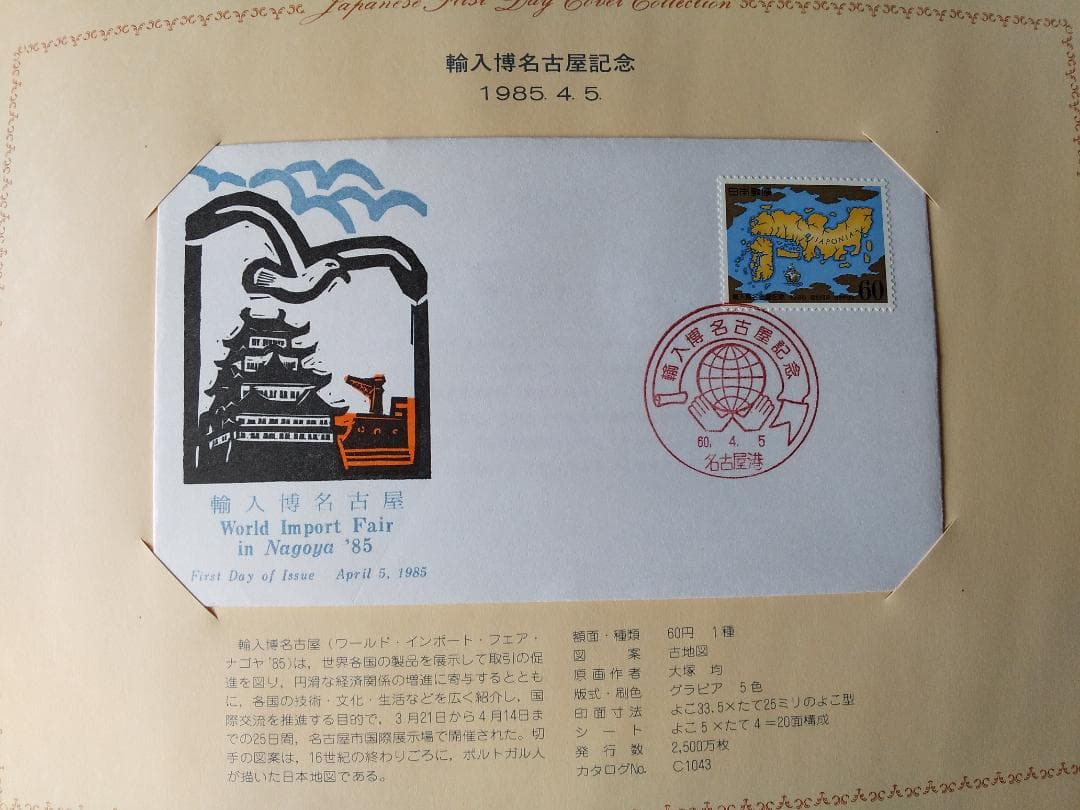 Japanese First Day Cover Collection
輸入博名古屋記念
1985. 4. 5.
日本郵便
JAPONIA
60
輸入博名古屋記念
60. 4. 5
名古屋港
輸入博名古屋
World Import Fair
in Nagoya '85
First Day of Issue April 5, 1985
輸入博名古屋（ワールド・インポート・フェア・
ナゴヤ'85)は，世界各国の製品を展示して取引の促
進を図り，円滑な経済関係の増進に寄与するととも
に，各国の技術・文化・生活などを広く紹介し，国
際交流を推進する目的で，3月21日から4月14日ま
での25日間，名古屋市国際展示場で開催された。切
手の図案は，16世紀の終わりごろに，ポルトガル人
が描いた日本地図である。
額面・種類 60円 1種
図案 古地図
原画作者 大塚 均
版式・刷色 グラビア 5色
印面寸法 よこ33.5×たて25ミリのよこ型
シート よこ5×たて4＝20面構成
発行数 2,500万枚
カタログNo. C1043